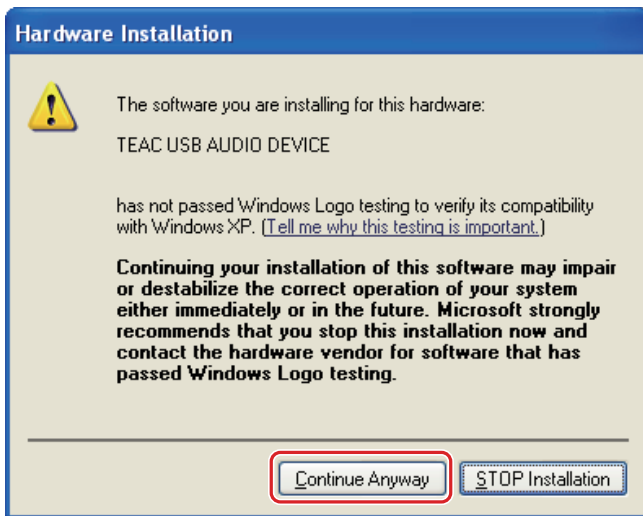 Hardware Installation
The software you are installing for this hardware:
TEAC USB AUDIO DEVICE
has not passed Windows Logo testing to verify its compatibility
with Windows XP. (Tell me why this testing is important.)
Continuing your installation of this software may impair
or destabilize the correct operation of your system
either immediately or in the future. Microsoft strongly
recommends that you stop this installation now and
contact the hardware vendor for software that has
passed Windows Logo testing.
Continue Anyway
STOP Installation